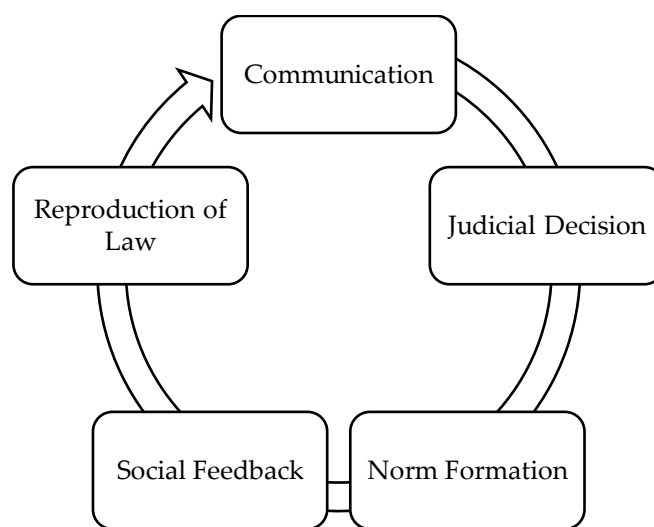 Communication
Judicial Decision
Norm Formation
Social Feedback
Reproduction of
Law